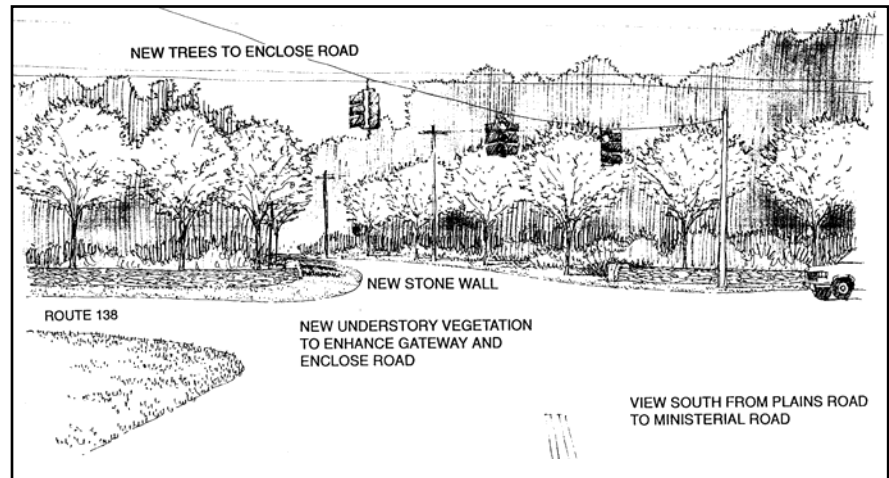 NEW TREES TO ENCLOSE ROAD
NEW STONE WALL
ROUTE 138
NEW UNDERSTORY VEGETATION
TO ENHANCE GATEWAY AND
ENCLOSE ROAD
VIEW SOUTH FROM PLAINS ROAD
TO MINISTERIAL ROAD